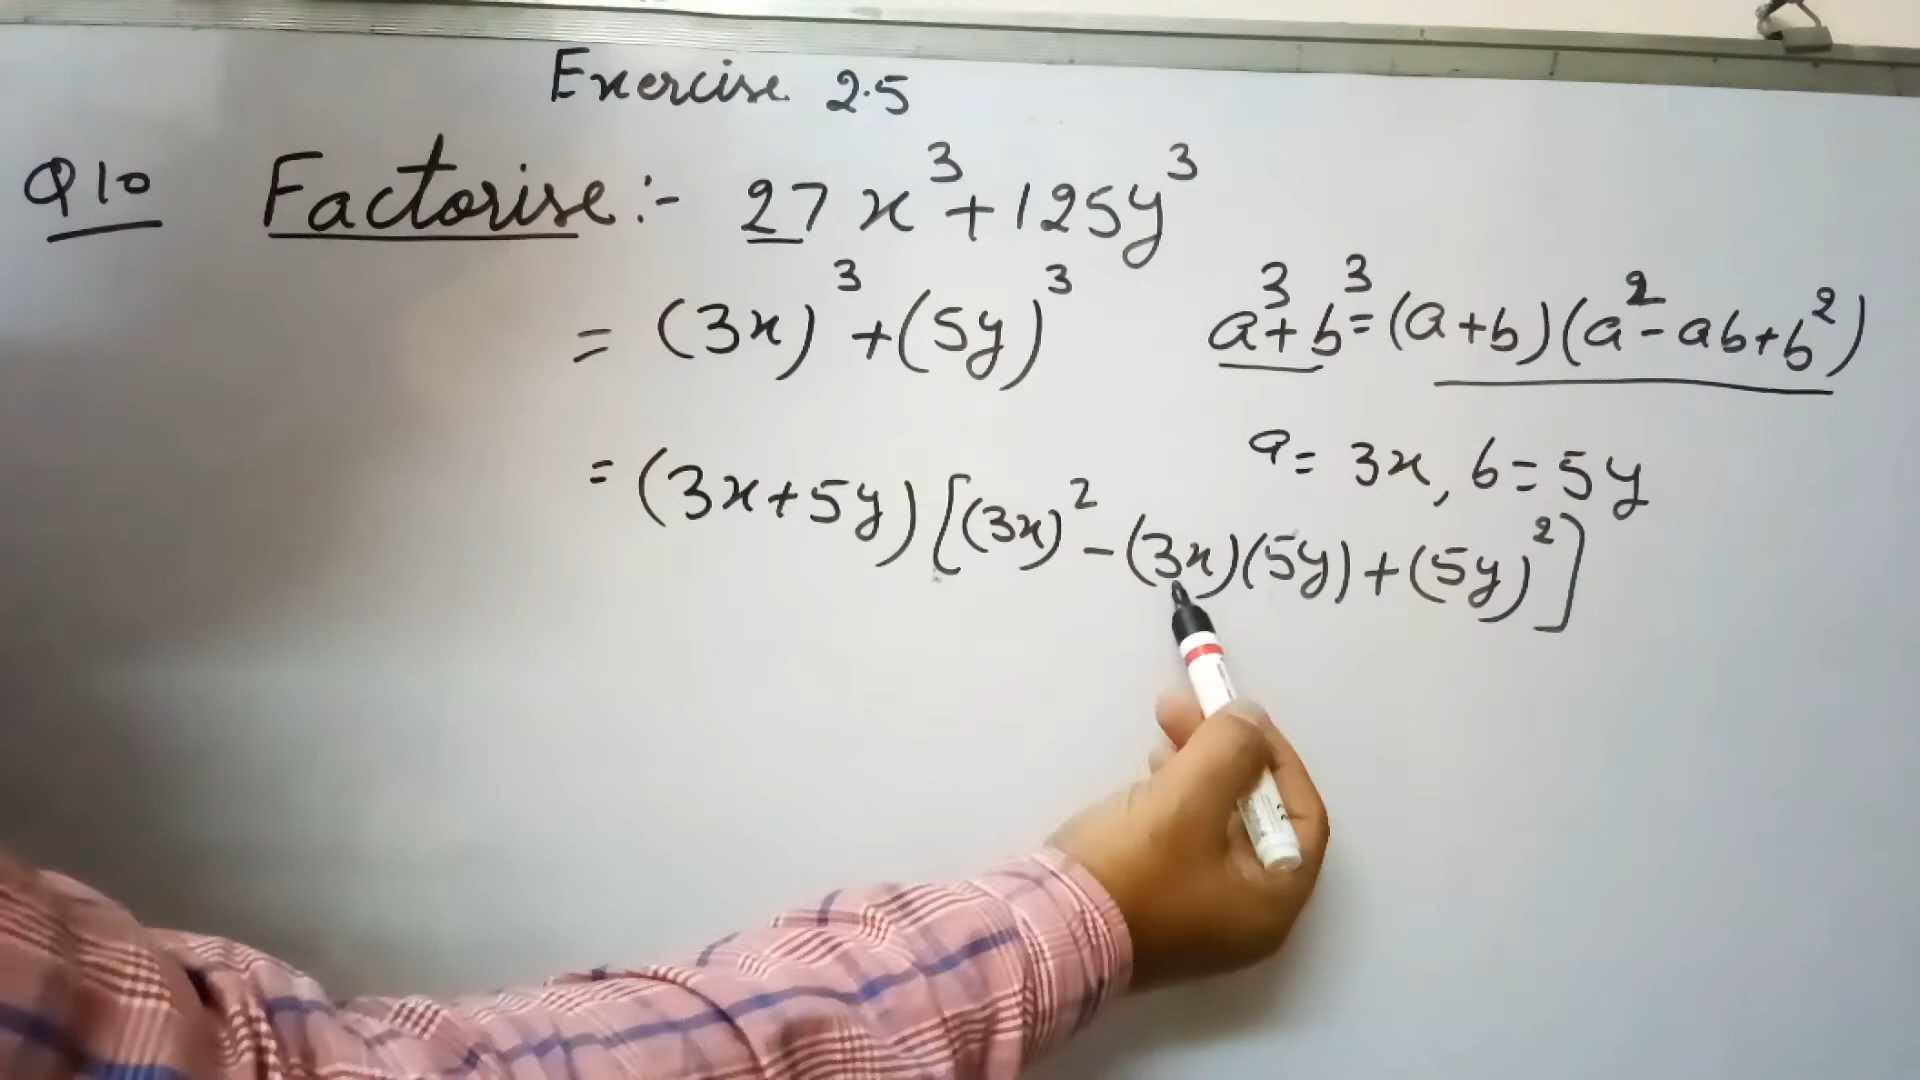 Exercise 2.5
Q10 Factorise:- 27x³+125y³
= (3x)³+(5y)³
a³+b³=(a+b)(a²-ab+b²)
a= 3x, b=5y
= (3x+5y)[(3x)²-(3x)(5y)+(5y)²]